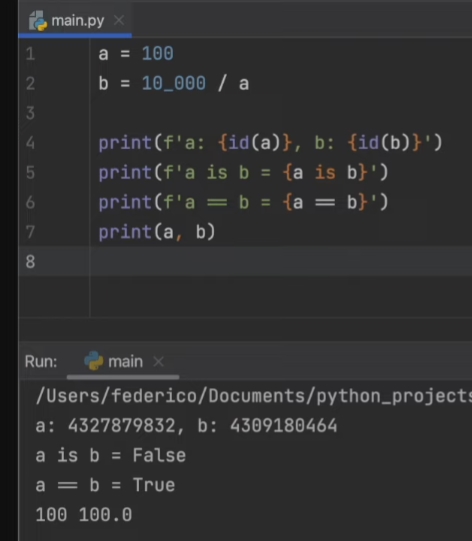 main.py
1 a = 100
2 b = 10_000 / a
3
4 print(f'a: {id(a)}, b: {id(b)}')
5 print(f'a is b = {a is b}')
6 print(f'a == b = {a == b}')
7 print(a, b)
8
Run: main
/Users/federico/Documents/python_projects
a: 4327879832, b: 4309180464
a is b = False
a == b = True
100 100.0